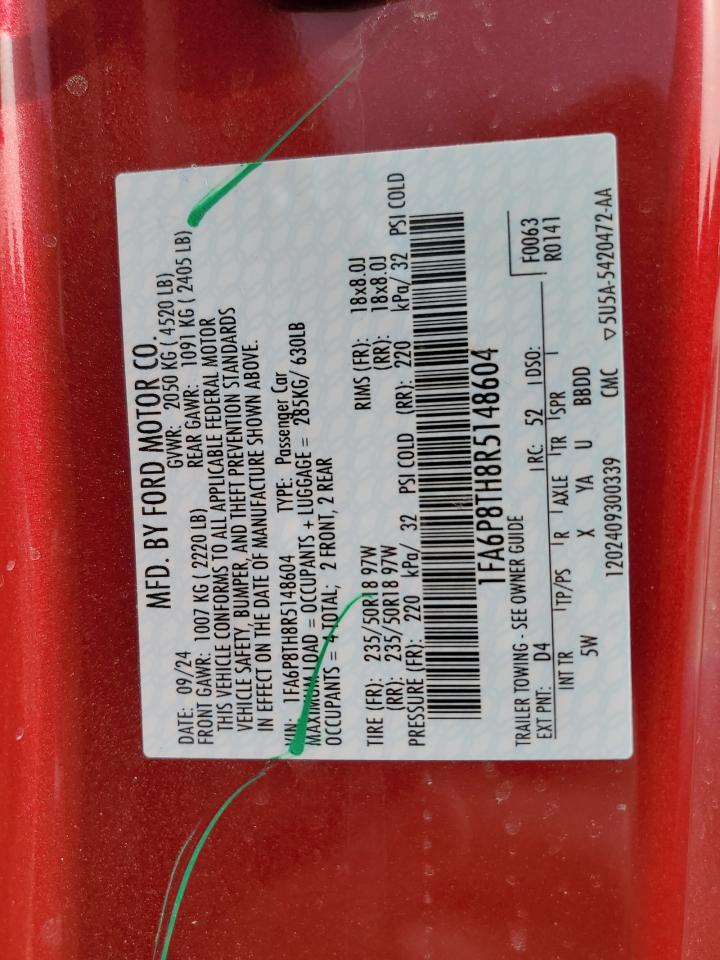 MFD. BY FORD MOTOR CO.
DATE: 09/24 GVWR: 2050 KG ( 4520 LB)
FRONT GAWR: 1007 KG ( 2220 LB) REAR GAWR: 1091 KG ( 2405 LB)
THIS VEHICLE CONFORMS TO ALL APPLICABLE FEDERAL MOTOR
VEHICLE SAFETY, BUMPER, AND THEFT PREVENTION STANDARDS
IN EFFECT ON THE DATE OF MANUFACTURE SHOWN ABOVE.
VIN: 1FA6P8TH8R5148604 TYPE: Passenger Car
MAXIMUM LOAD = OCCUPANTS + LUGGAGE = 285KG/ 630LB
OCCUPANTS = 4 TOTAL; 2 FRONT, 2 REAR
TIRE (FR): 235/50R18 97W RIMS (FR): 18x8.0J
(RR): 235/50R18 97W (RR): 18x8.0J
PRESSURE (FR): 220 kPa/ 32 PSI COLD (RR): 220 kPa/ 32 PSI COLD
1FA6P8TH8R5148604
TRAILER TOWING - SEE OWNER GUIDE F0063
EXT PNT: D4 RC: 52 DSO: R0141
INT TR TP/PS R AXLE TR SPR
5W X YA U BBDD
1202409300339 CMC ▽5U5A-5420472-AA